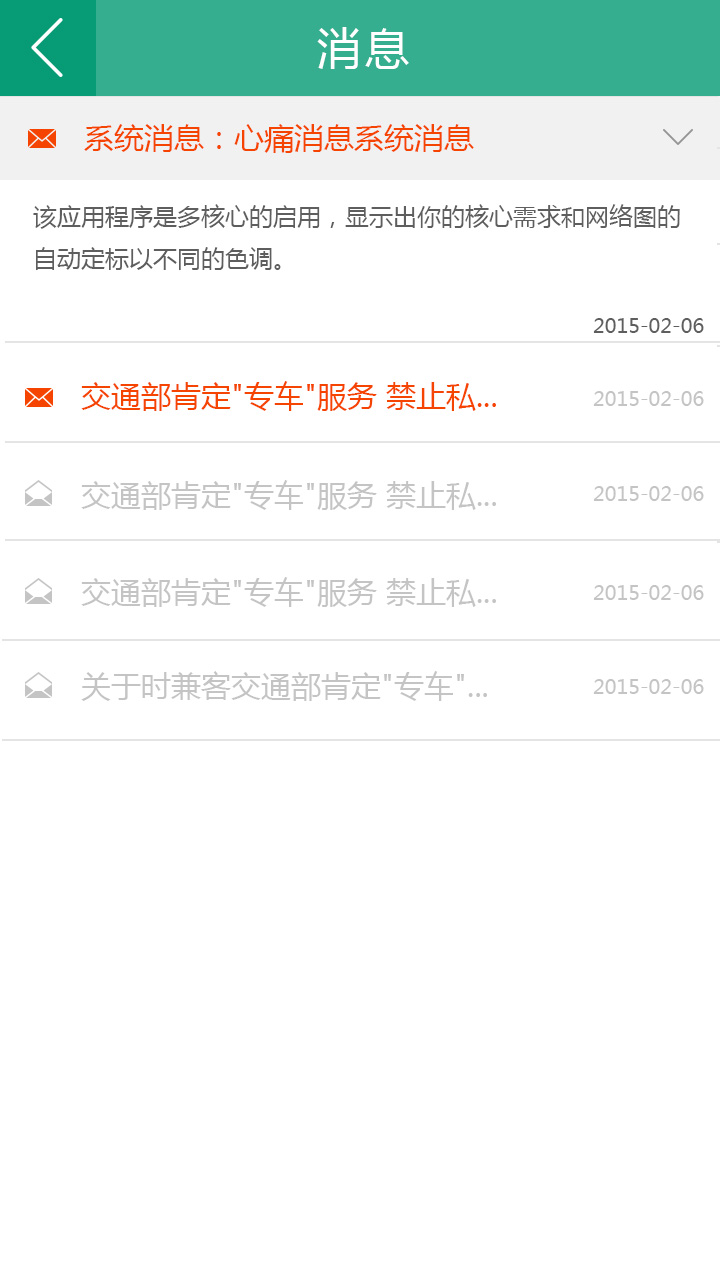 消息
系统消息：心痛消息系统消息
该应用程序是多核心的启用，显示出你的核心需求和网络图的
自动定标以不同的色调。
2015-02-06
交通部肯定"专车"服务 禁止私... 2015-02-06
交通部肯定"专车"服务 禁止私... 2015-02-06
交通部肯定"专车"服务 禁止私... 2015-02-06
关于时兼客交通部肯定"专车"... 2015-02-06